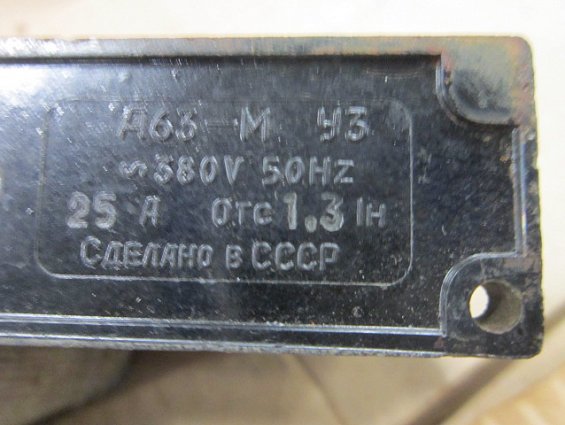 А63-М У3
~380V 50HZ
25·А Отс 1.3 Iн
СДЕЛАНО В СССР